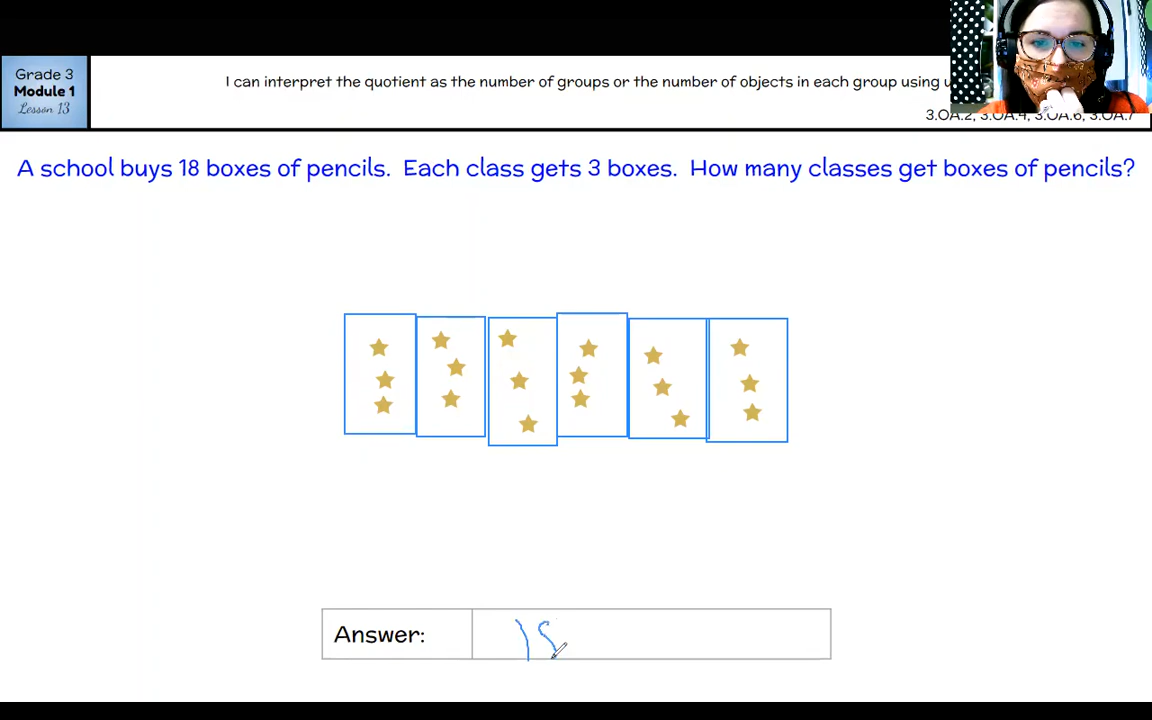 Grade 3
Module 1
Lesson 13
I can interpret the quotient as the number of groups or the number of objects in each group using u
3.OA.2, 3.OA.4, 3.OA.6, 3.OA.7
A school buys 18 boxes of pencils. Each class gets 3 boxes. How many classes get boxes of pencils?
Answer: